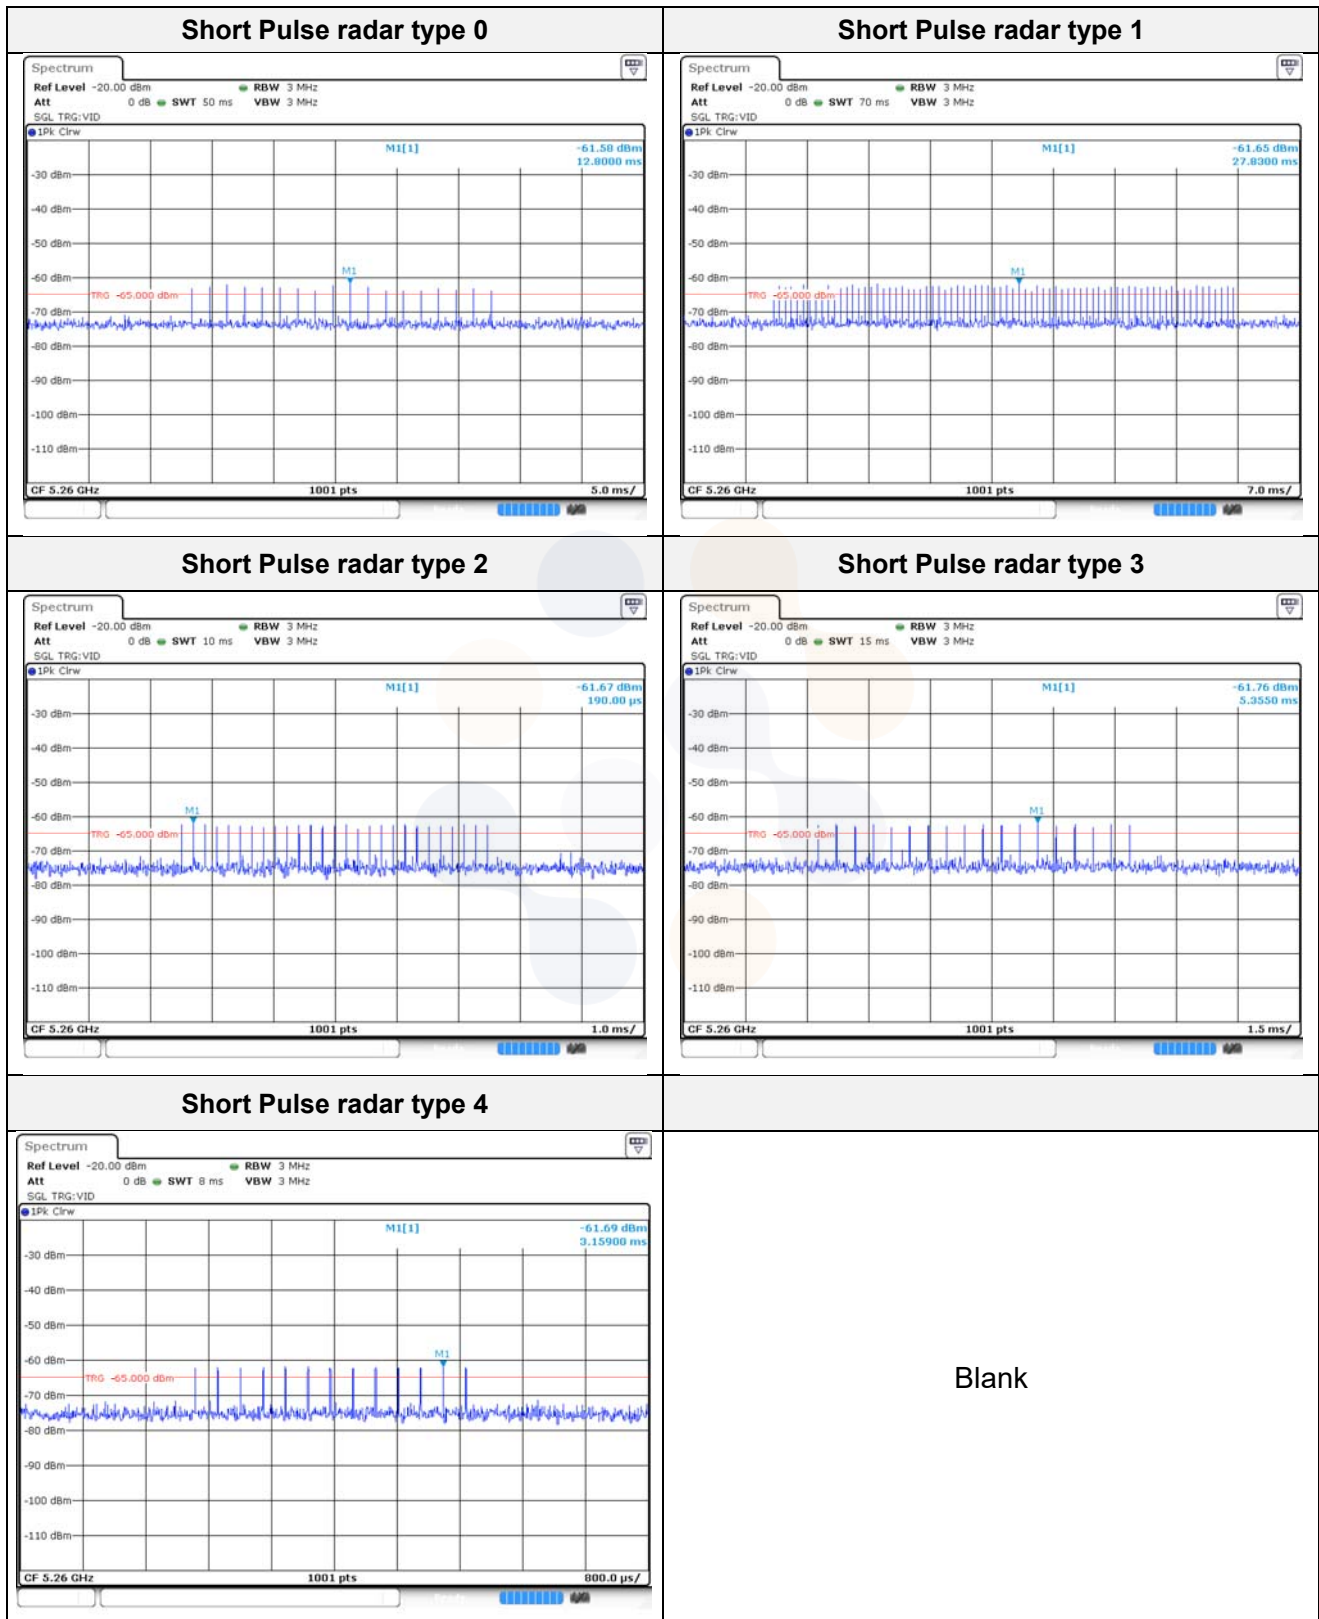 Short Pulse radar type 0
Short Pulse radar type 1
Spectrum
Ref Level -20.00 dBm RBW 3 MHz
Att 0 dB SWT 50 ms VBW 3 MHz
SGL TRG:VID
1Pk Clrw
M1[1] -61.58 dBm
12.8000 ms
-30 dBm
-40 dBm
-50 dBm
-60 dBm
M1
TRG -65.000 dBm
-70 dBm
-80 dBm
-90 dBm
-100 dBm
-110 dBm
CF 5.26 GHz 1001 pts 5.0 ms/
Spectrum
Ref Level -20.00 dBm RBW 3 MHz
Att 0 dB SWT 70 ms VBW 3 MHz
SGL TRG:VID
1Pk Clrw
M1[1] -61.65 dBm
27.8300 ms
-30 dBm
-40 dBm
-50 dBm
-60 dBm
M1
TRG -65.000 dBm
-70 dBm
-80 dBm
-90 dBm
-100 dBm
-110 dBm
CF 5.26 GHz 1001 pts 7.0 ms/
Short Pulse radar type 2
Short Pulse radar type 3
Spectrum
Ref Level -20.00 dBm RBW 3 MHz
Att 0 dB SWT 10 ms VBW 3 MHz
SGL TRG:VID
1Pk Clrw
M1[1] -61.67 dBm
190.00 µs
-30 dBm
-40 dBm
-50 dBm
-60 dBm
M1
TRG -65.000 dBm
-70 dBm
-80 dBm
-90 dBm
-100 dBm
-110 dBm
CF 5.26 GHz 1001 pts 1.0 ms/
Spectrum
Ref Level -20.00 dBm RBW 3 MHz
Att 0 dB SWT 15 ms VBW 3 MHz
SGL TRG:VID
1Pk Clrw
M1[1] -61.76 dBm
5.3550 ms
-30 dBm
-40 dBm
-50 dBm
-60 dBm
M1
TRG -65.000 dBm
-70 dBm
-80 dBm
-90 dBm
-100 dBm
-110 dBm
CF 5.26 GHz 1001 pts 1.5 ms/
Short Pulse radar type 4
Spectrum
Ref Level -20.00 dBm RBW 3 MHz
Att 0 dB SWT 8 ms VBW 3 MHz
SGL TRG:VID
1Pk Clrw
M1[1] -61.69 dBm
3.15900 ms
-30 dBm
-40 dBm
-50 dBm
-60 dBm
M1
TRG -65.000 dBm
-70 dBm
-80 dBm
-90 dBm
-100 dBm
-110 dBm
CF 5.26 GHz 1001 pts 800.0 µs/
Blank